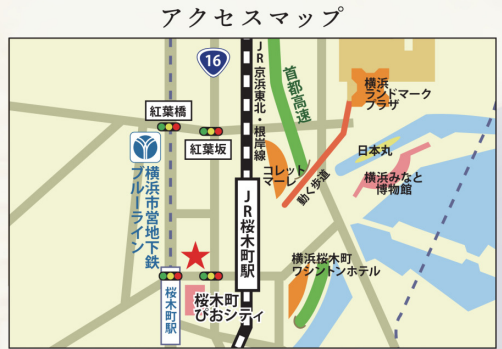 アクセスマップ
16
JR京浜東北・根岸線
首都高速
横浜
ランドマーク
プラザ
紅葉橋
紅葉坂
日本丸
コレット
マーレ
動く歩道
横浜みなと
博物館
横浜市営地下鉄
ブルーライン
JR桜木町駅
横浜桜木町
ワシントンホテル
桜木町駅
桜木町
ぴおシティ